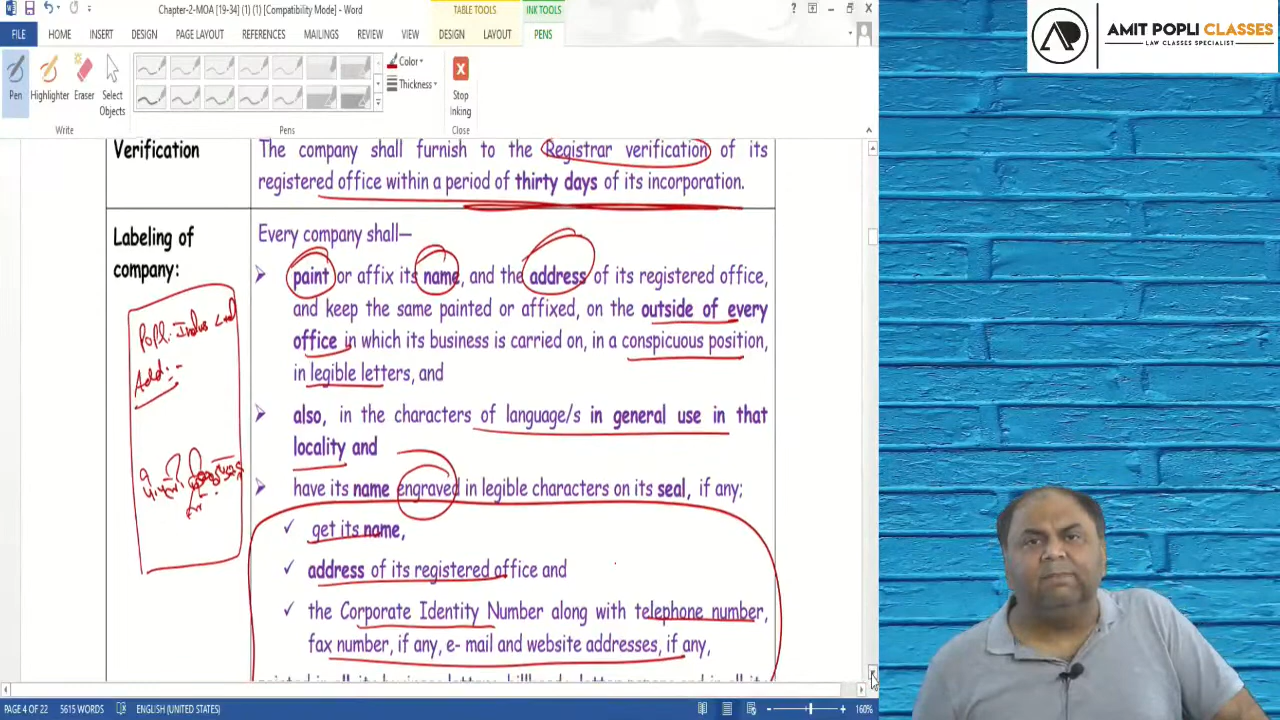 Chapter-2-MOA [19-34] (1) (1) [Compatibility Mode] - Word
TABLE TOOLS
INK TOOLS
FILE
HOME
INSERT
DESIGN
PAGE LAYOUT
REFERENCES
MAILINGS
REVIEW
VIEW
DESIGN
LAYOUT
PENS
Pen
Highlighter
Eraser
Select
Objects
Color
Thickness
Stop
Inking
Write
Pens
Close
AMIT POPLI CLASSES
LAW CLASSES SPECIALIST
Verification
The company shall furnish to the Registrar verification of its
registered office within a period of thirty days of its incorporation.
Labeling of
company:
Every company shall—
paint or affix its name, and the address of its registered office,
and keep the same painted or affixed, on the outside of every
office in which its business is carried on, in a conspicuous position,
in legible letters, and
also, in the characters of language/s in general use in that
locality and
have its name engraved in legible characters on its seal, if any;
get its name,
address of its registered office and
the Corporate Identity Number along with telephone number,
fax number, if any, e- mail and website addresses, if any,
Popli Indus Ltd
Add:-
PAGE 4 OF 22
5615 WORDS
ENGLISH (UNITED STATES)
160%